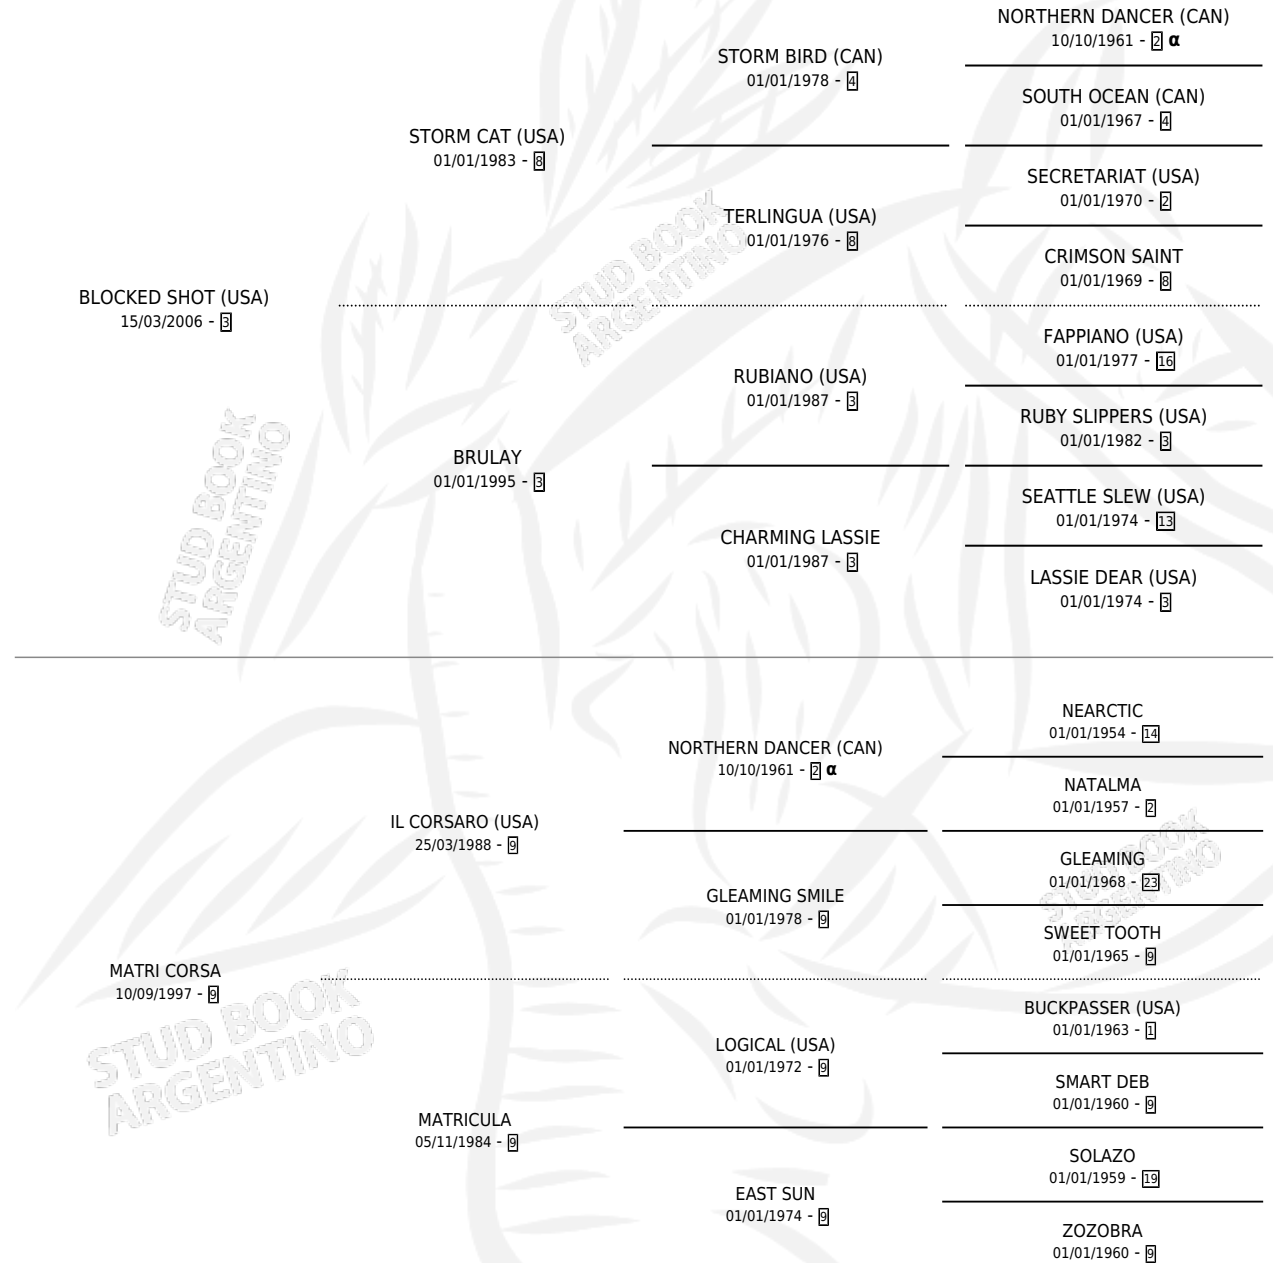 NORTHERN DANCER (CAN)
10/10/1961 - 2 α
STORM BIRD (CAN)
01/01/1978 - 4
SOUTH OCEAN (CAN)
01/01/1967 - 4
STORM CAT (USA)
01/01/1983 - 8
SECRETARIAT (USA)
01/01/1970 - 2
TERLINGUA (USA)
01/01/1976 - 8
CRIMSON SAINT
01/01/1969 - 8
BLOCKED SHOT (USA)
15/03/2006 - 3
FAPPIANO (USA)
01/01/1977 - 16
RUBIANO (USA)
01/01/1987 - 3
RUBY SLIPPERS (USA)
01/01/1982 - 3
BRULAY
01/01/1995 - 3
SEATTLE SLEW (USA)
01/01/1974 - 13
CHARMING LASSIE
01/01/1987 - 3
LASSIE DEAR (USA)
01/01/1974 - 3
NEARCTIC
01/01/1954 - 14
NORTHERN DANCER (CAN)
10/10/1961 - 2 α
NATALMA
01/01/1957 - 2
IL CORSARO (USA)
25/03/1988 - 9
GLEAMING
01/01/1968 - 23
GLEAMING SMILE
01/01/1978 - 9
SWEET TOOTH
01/01/1965 - 9
MATRI CORSA
10/09/1997 - 9
BUCKPASSER (USA)
01/01/1963 - 1
LOGICAL (USA)
01/01/1972 - 9
SMART DEB
01/01/1960 - 9
MATRICULA
05/11/1984 - 9
SOLAZO
01/01/1959 - 19
EAST SUN
01/01/1974 - 9
ZOZOBRA
01/01/1960 - 9
STUD BOOK
ARGENTINO
STUD BOOK
ARGENTINO
STUD BOOK
ARGENTINO
STUD BOOK
ARGENTINO